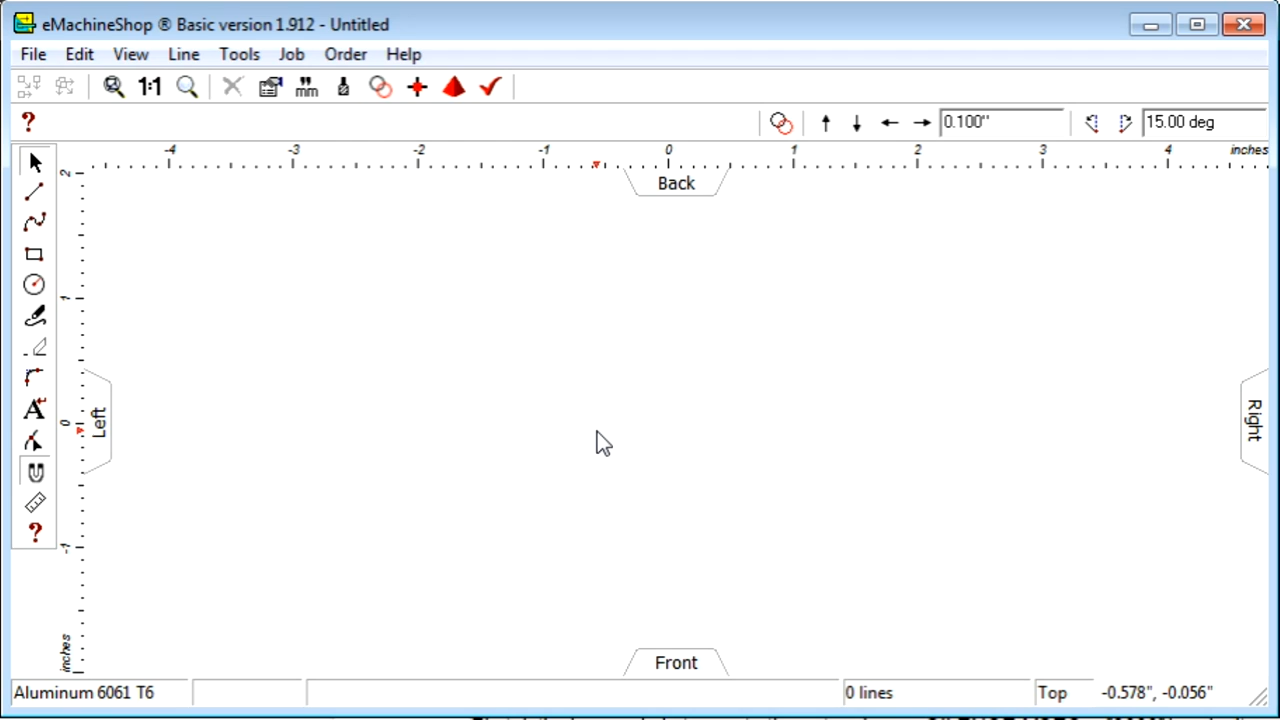 eMachineShop ® Basic version 1.912 - Untitled
File Edit View Line Tools Job Order Help
1:1 " mm
? 0.100" 15.00 deg
-4 -3 -2 -1 0 1 2 3 4 inches
Back
2
1
0
-1
inches
Left
Right
A
?
Front
Aluminum 6061 T6 0 lines Top -0.578", -0.056"